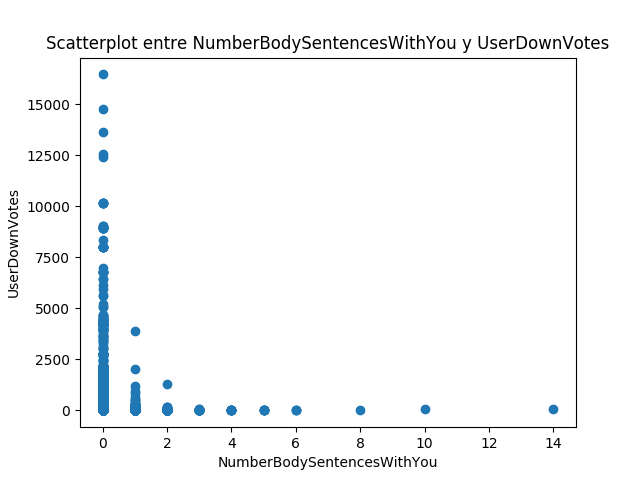 Scatterplot entre NumberBodySentencesWithYou y UserDownVotes
15000
12500
10000
7500
5000
2500
0
UserDownVotes
0 2 4 6 8 10 12 14
NumberBodySentencesWithYou